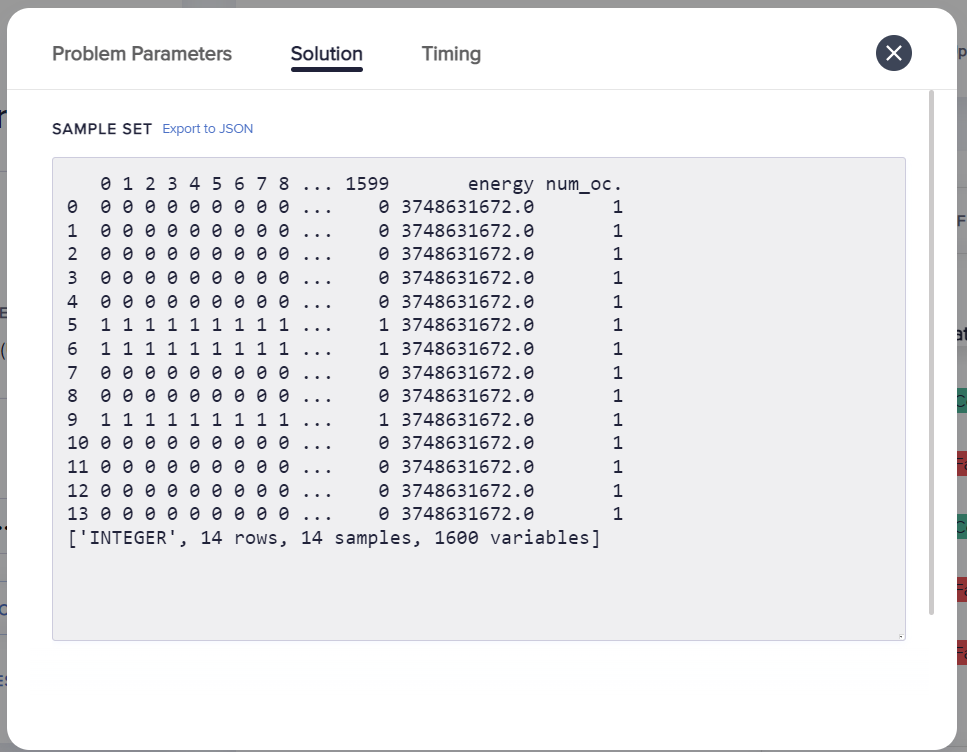 Problem Parameters Solution Timing
SAMPLE SET Export to JSON
   0 1 2 3 4 5 6 7 8 ... 1599       energy num_oc.
0  0 0 0 0 0 0 0 0 0 ...    0 3748631672.0       1
1  0 0 0 0 0 0 0 0 0 ...    0 3748631672.0       1
2  0 0 0 0 0 0 0 0 0 ...    0 3748631672.0       1
3  0 0 0 0 0 0 0 0 0 ...    0 3748631672.0       1
4  0 0 0 0 0 0 0 0 0 ...    0 3748631672.0       1
5  1 1 1 1 1 1 1 1 1 ...    1 3748631672.0       1
6  1 1 1 1 1 1 1 1 1 ...    1 3748631672.0       1
7  0 0 0 0 0 0 0 0 0 ...    0 3748631672.0       1
8  0 0 0 0 0 0 0 0 0 ...    0 3748631672.0       1
9  1 1 1 1 1 1 1 1 1 ...    1 3748631672.0       1
10 0 0 0 0 0 0 0 0 0 ...    0 3748631672.0       1
11 0 0 0 0 0 0 0 0 0 ...    0 3748631672.0       1
12 0 0 0 0 0 0 0 0 0 ...    0 3748631672.0       1
13 0 0 0 0 0 0 0 0 0 ...    0 3748631672.0       1
['INTEGER', 14 rows, 14 samples, 1600 variables]